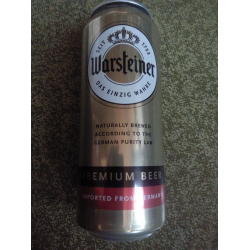 SEIT 1753
Warsteiner
DAS EINZIG WAHRE
NATURALLY BREWED
ACCORDING TO THE
GERMAN PURITY LAW
PREMIUM BEER
IMPORTED FROM GERMANY